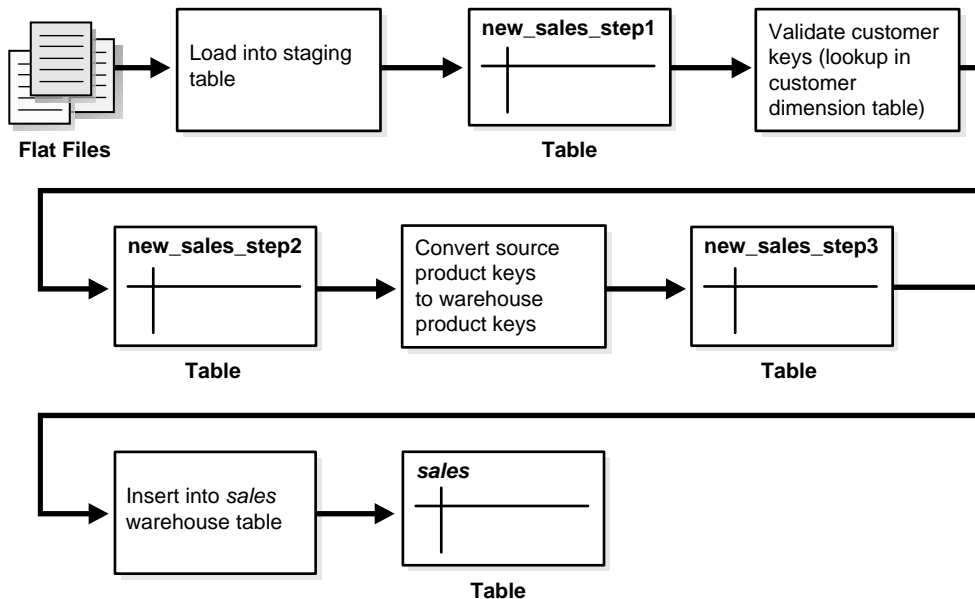 new_sales_step1
Load into staging
table
Validate customer
keys (lookup in
customer
dimension table)
Flat Files
Table
new_sales_step2
Convert source
product keys
to warehouse
product keys
new_sales_step3
Table
Table
Insert into sales
warehouse table
sales
Table